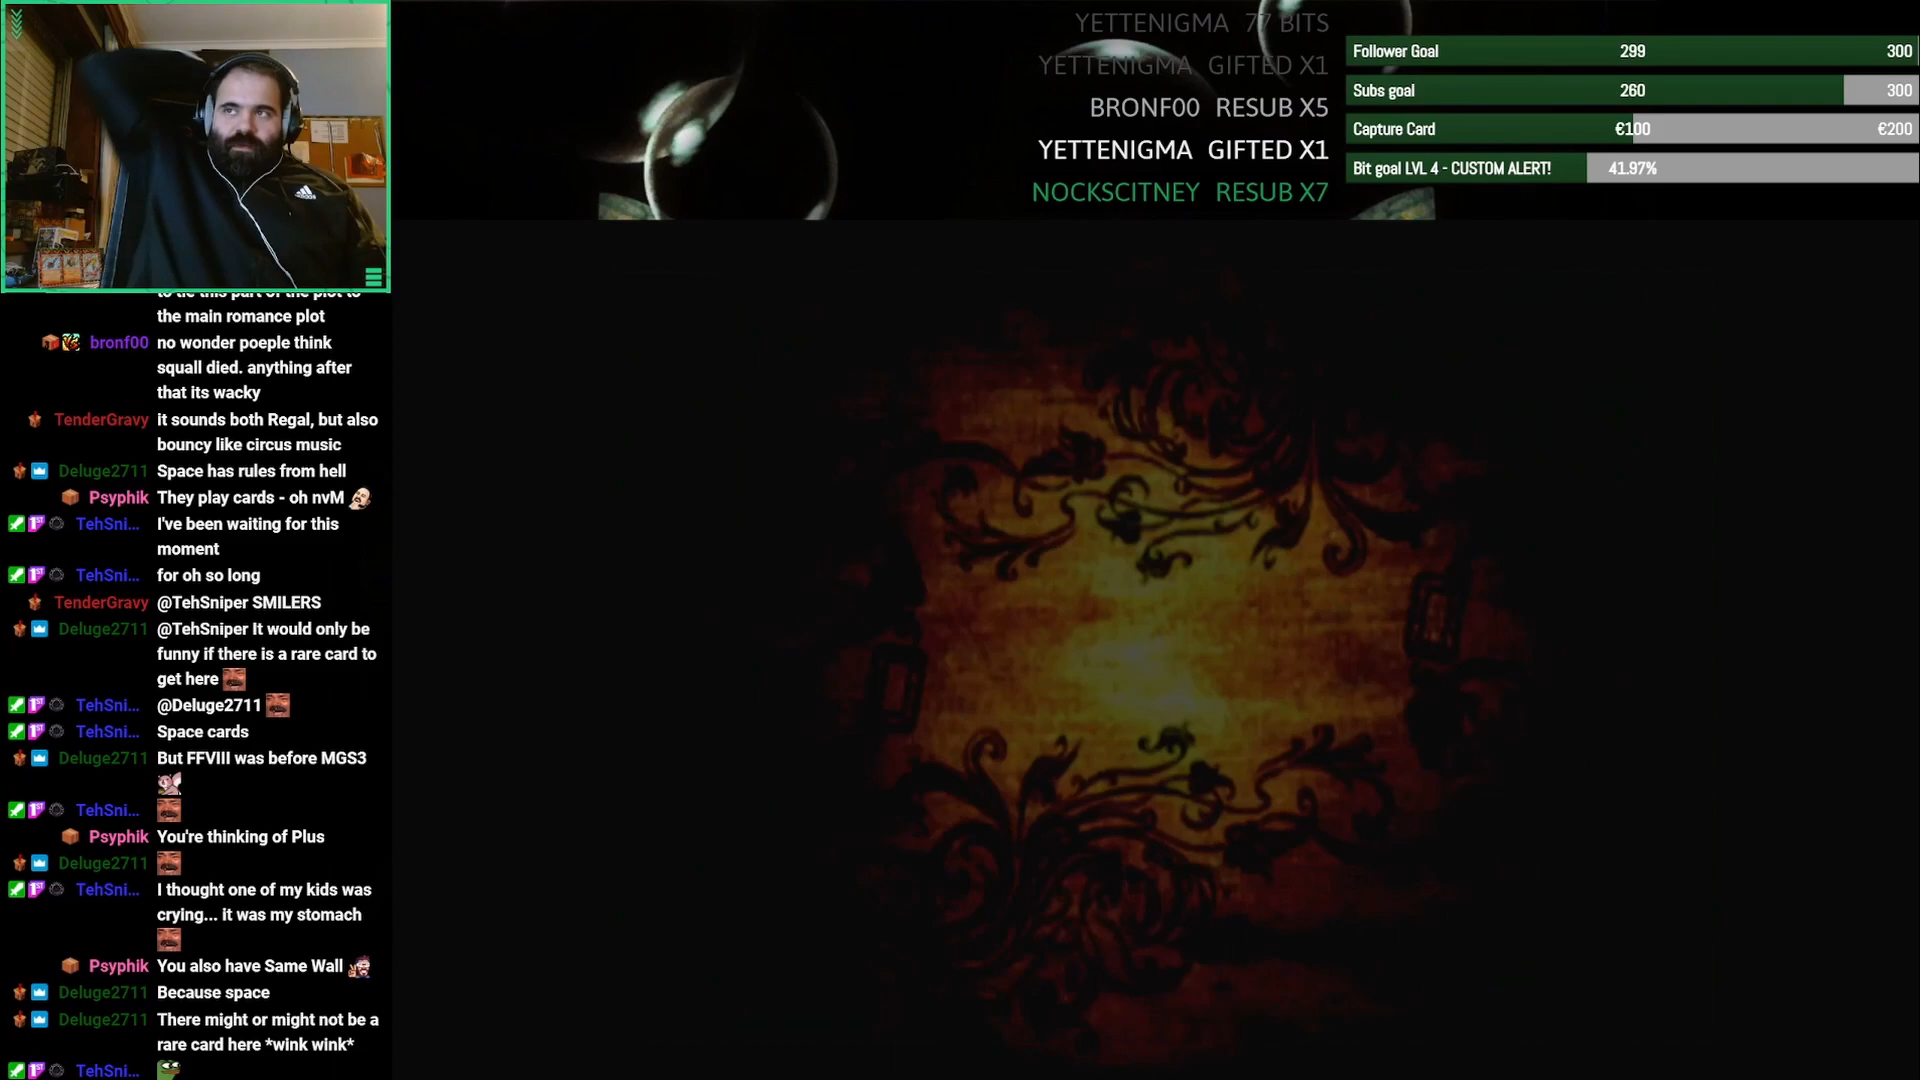 YETTENIGMA 77 BITS
YETTENIGMA GIFTED X1
BRONF00 RESUB X5
YETTENIGMA GIFTED X1
NOCKSCITNEY RESUB X7
Follower Goal 299 300
Subs goal 260 300
Capture Card €100 €200
Bit goal LVL 4 - CUSTOM ALERT! 41.97%
to tie this part of the plot to
the main romance plot
bronf00 no wonder poeple think
squall died. anything after
that its wacky
TenderGravy it sounds both Regal, but also
bouncy like circus music
Deluge2711 Space has rules from hell
Psyphik They play cards - oh nvM
TehSni... I've been waiting for this
moment
TehSni... for oh so long
TenderGravy @TehSniper SMILERS
Deluge2711 @TehSniper It would only be
funny if there is a rare card to
get here
TehSni... @Deluge2711
TehSni... Space cards
Deluge2711 But FFVIII was before MGS3
TehSni...
Psyphik You're thinking of Plus
Deluge2711
TehSni... I thought one of my kids was
crying... it was my stomach
Psyphik You also have Same Wall
Deluge2711 Because space
Deluge2711 There might or might not be a
rare card here *wink wink*
TehSni...